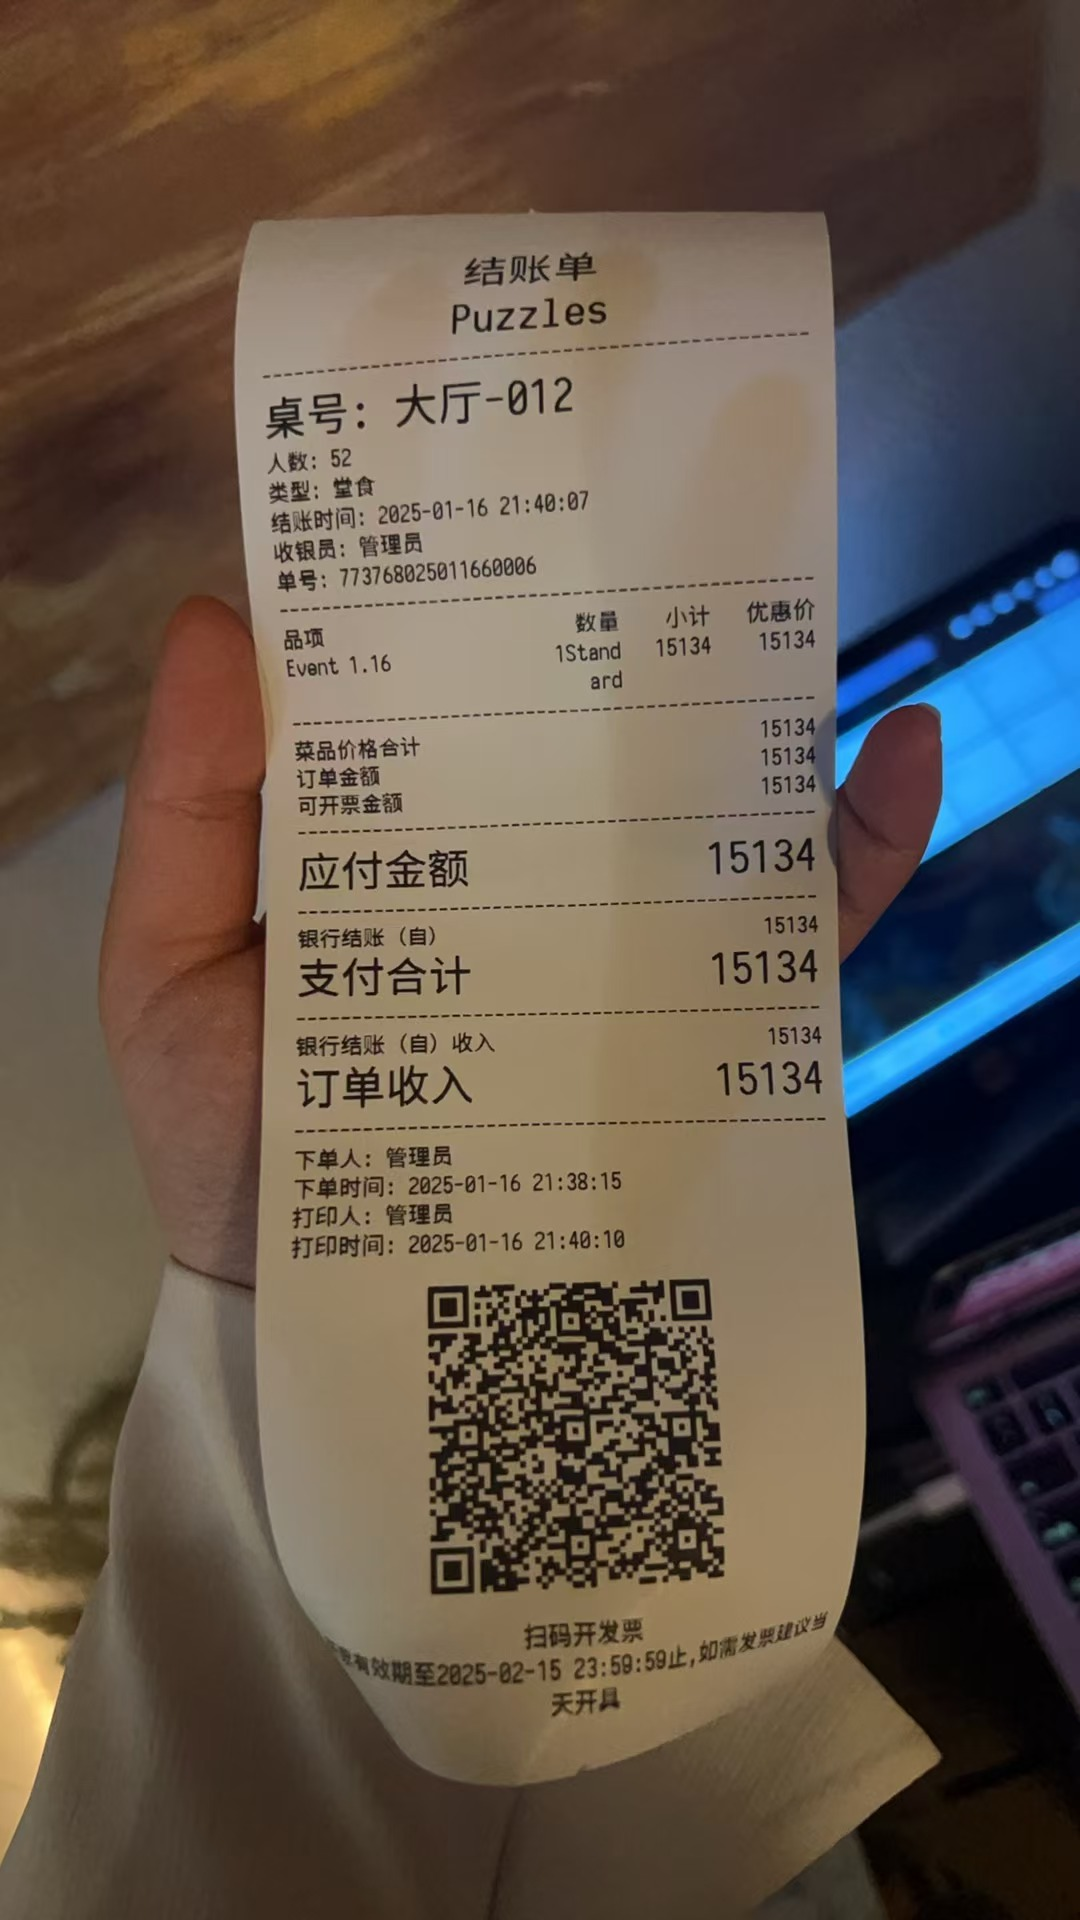 结账单
Puzzles
桌号：大厅-012
人数：52
类型：堂食
结账时间：2025-01-16 21:40:07
收银员：管理员
单号：773768025011660006
品项 数量 小计 优惠价
Event 1.16 1Stand 15134 15134
ard
菜品价格合计 15134
订单金额 15134
可开票金额 15134
应付金额 15134
银行结账（自） 15134
支付合计 15134
银行结账（自）收入 15134
订单收入 15134
下单人：管理员
下单时间：2025-01-16 21:38:15
打印人：管理员
打印时间：2025-01-16 21:40:10
扫码开发票
有效期至2025-02-15 23:59:59止,如需发票建议当
天开具